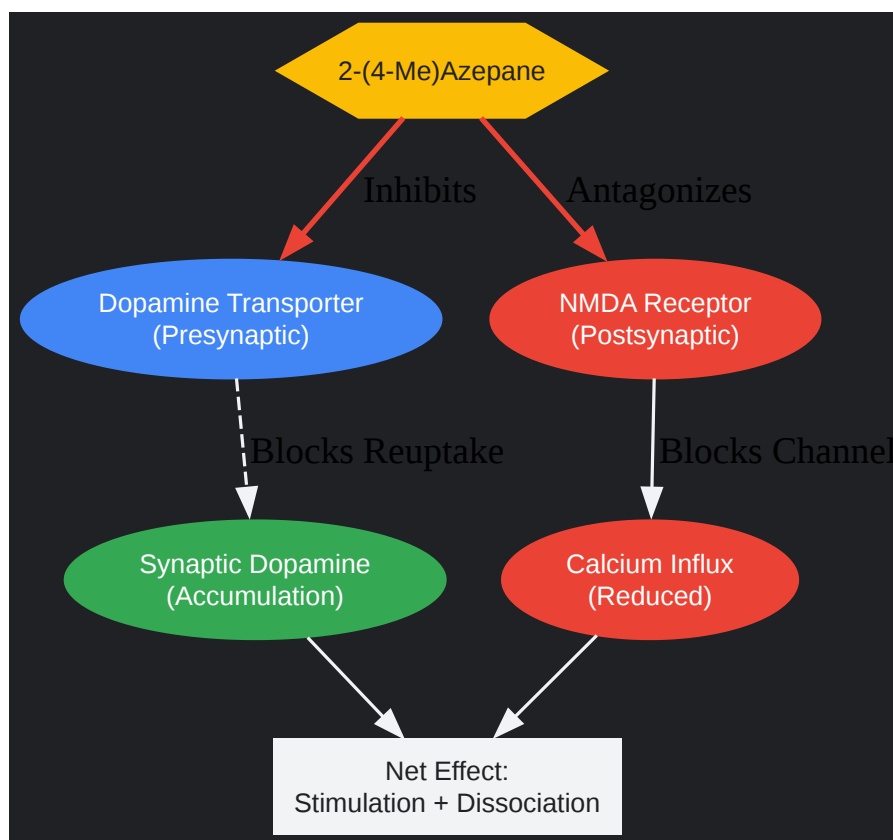 2-(4-Me)Azepane
Inhibits
Antagonizes
Dopamine Transporter
(Presynaptic)
NMDA Receptor
(Postsynaptic)
Blocks Reuptake
Blocks Channel
Synaptic Dopamine
(Accumulation)
Calcium Influx
(Reduced)
Net Effect:
Stimulation + Dissociation